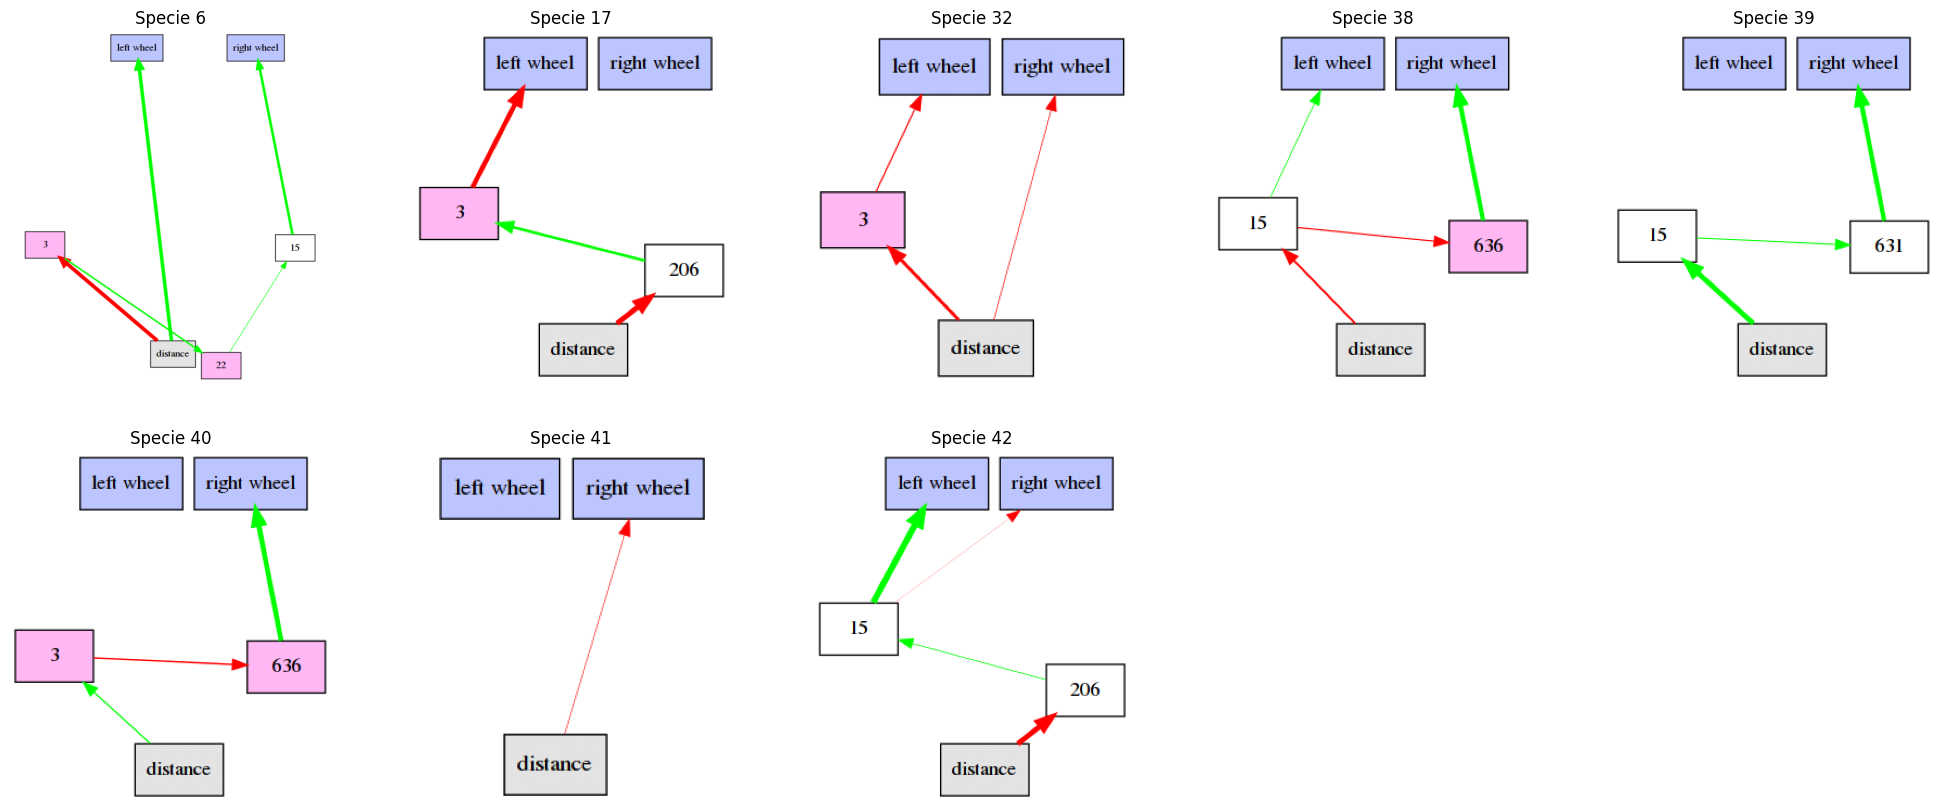 Specie 6
left wheel
right wheel
3
15
distance
22
Specie 17
left wheel
right wheel
3
206
distance
Specie 32
left wheel
right wheel
3
distance
Specie 38
left wheel
right wheel
15
636
distance
Specie 39
left wheel
right wheel
15
631
distance
Specie 40
left wheel
right wheel
3
636
distance
Specie 41
left wheel
right wheel
distance
Specie 42
left wheel
right wheel
15
206
distance